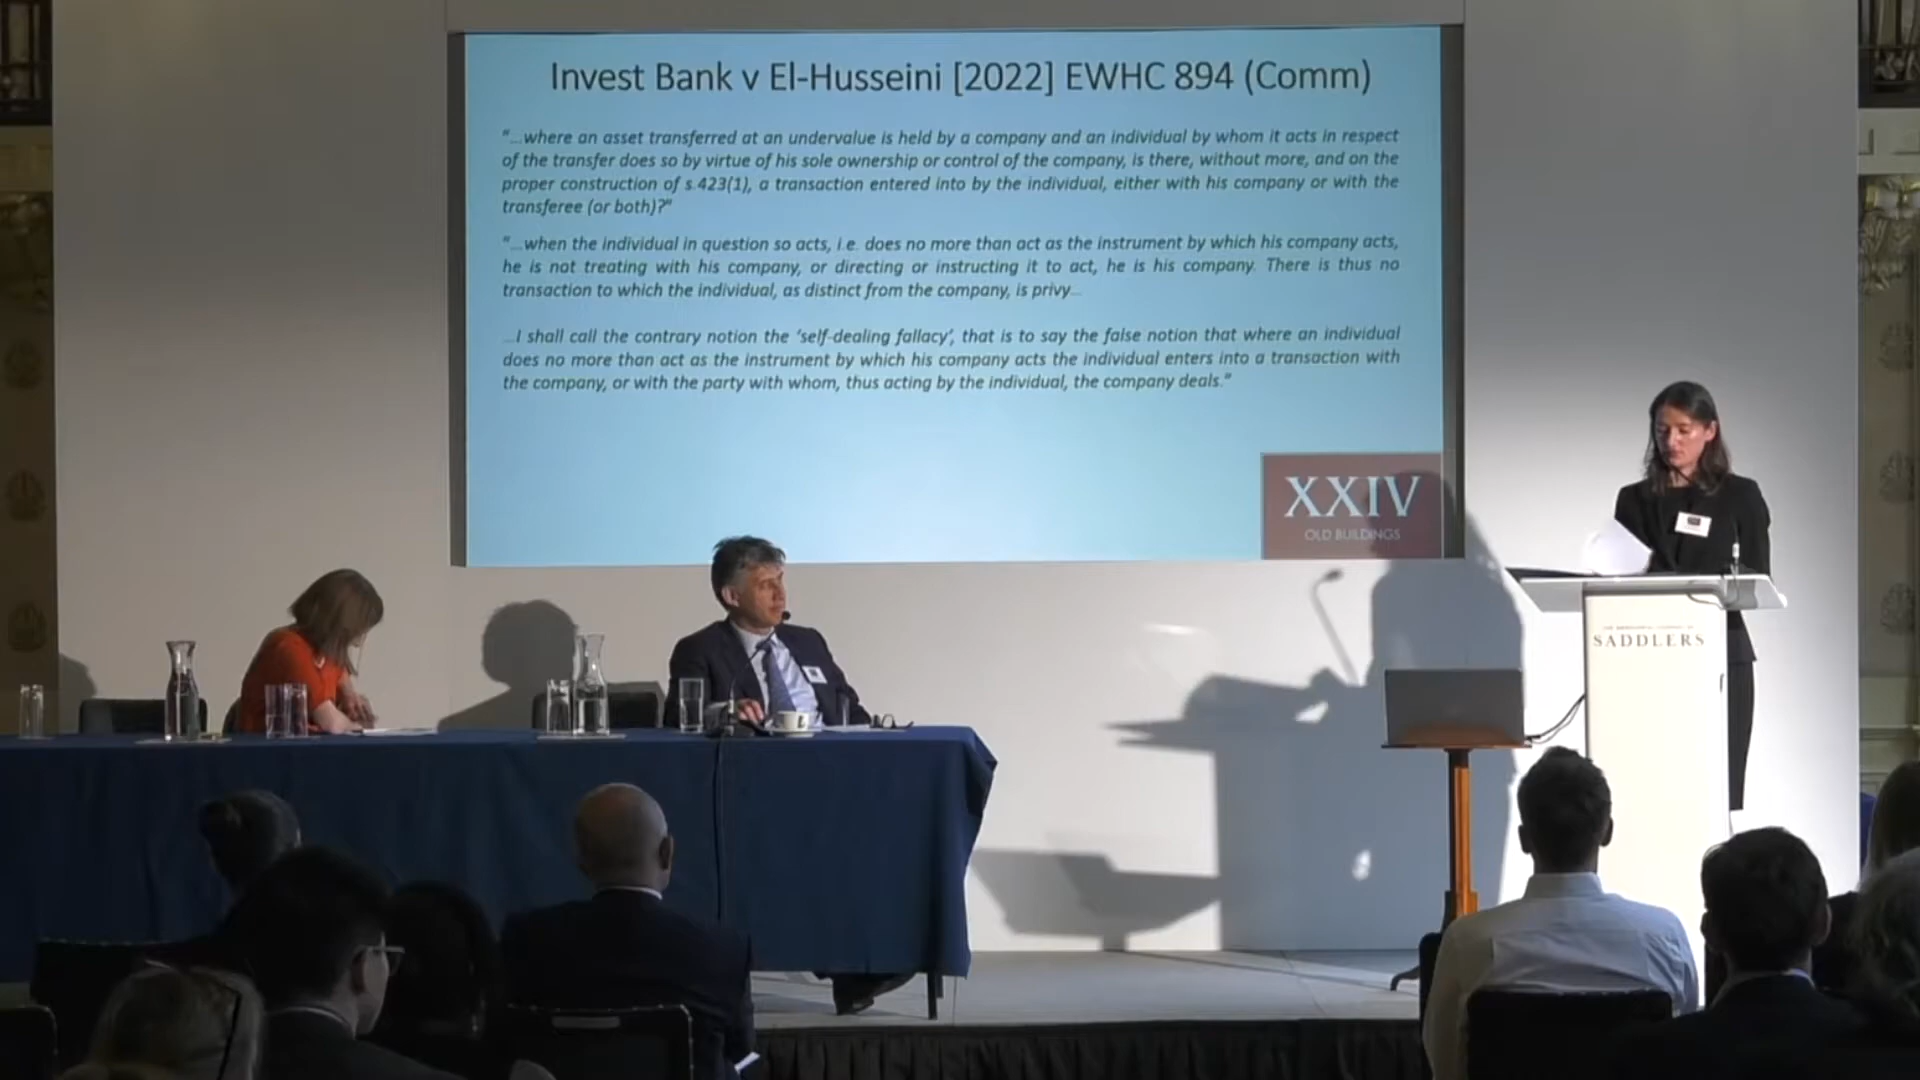 Invest Bank v El-Husseini [2022] EWHC 894 (Comm)
"...where an asset transferred at an undervalue is held by a company and an individual by whom it acts in respect
of the transfer does so by virtue of his sole ownership or control of the company, is there, without more, and on the
proper construction of s.423(1), a transaction entered into by the individual, either with his company or with the
transferee (or both)?"
"...when the individual in question so acts, i.e. does no more than act as the instrument by which his company acts,
he is not treating with his company, or directing or instructing it to act, he is his company. There is thus no
transaction to which the individual, as distinct from the company, is privy...
...I shall call the contrary notion the 'self-dealing fallacy', that is to say the false notion that where an individual
does no more than act as the instrument by which his company acts the individual enters into a transaction with
the company, or with the party with whom, thus acting by the individual, the company deals."
XXIV
OLD BUILDINGS
SADDLERS